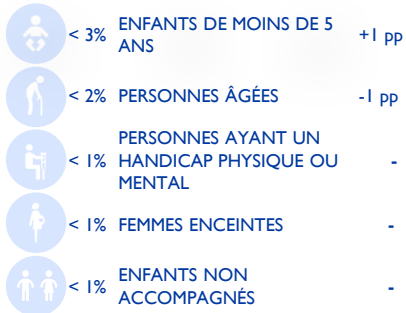 < 3% ENFANTS DE MOINS DE 5 ANS +1 pp
< 2% PERSONNES ÂGÉES -1 pp
< 1% PERSONNES AYANT UN HANDICAP PHYSIQUE OU MENTAL -
< 1% FEMMES ENCEINTES -
< 1% ENFANTS NON ACCOMPAGNÉS -